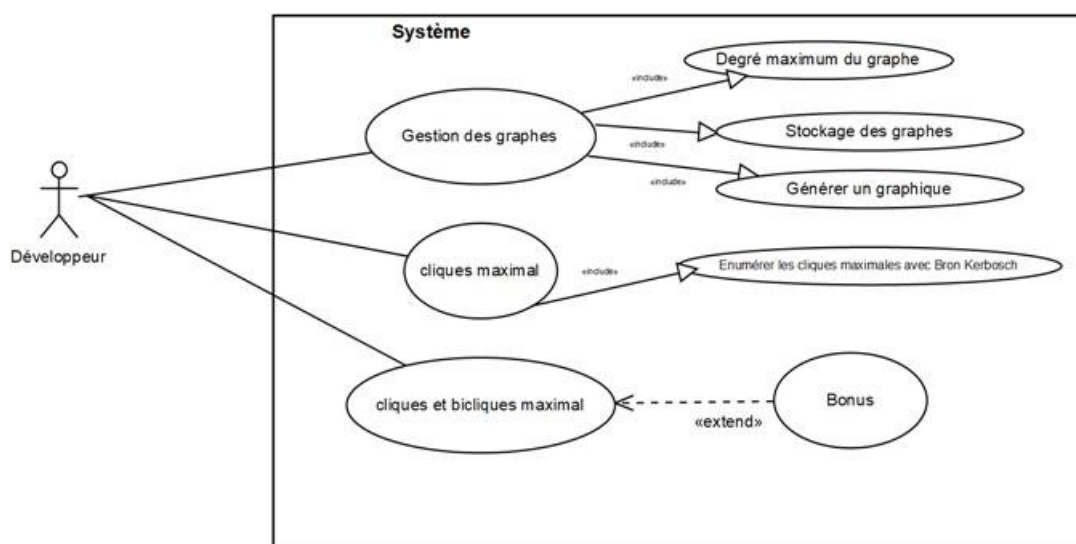 Système
Degré maximum du graphe
«include»
Gestion des graphes
Stockage des graphes
«include»
«include»
Générer un graphique
Développeur
cliques maximal
«include»
Enumérer les cliques maximales avec Bron Kerbosch
cliques et bicliques maximal
Bonus
«extend»